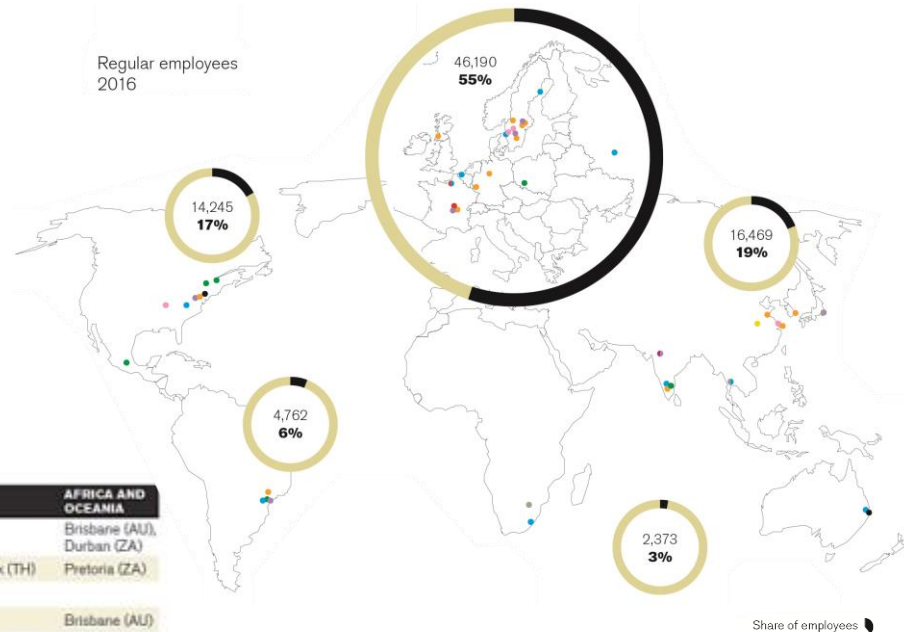 Regular employees
2016
46,190
55%
14,245
17%
16,469
19%
4,762
6%
2,373
3%
AFRICA AND
OCEANIA
Brisbane (AU),
Durban (ZA)
(TH)
Pretoria (ZA)
Brisbane (AU)
Share of employees